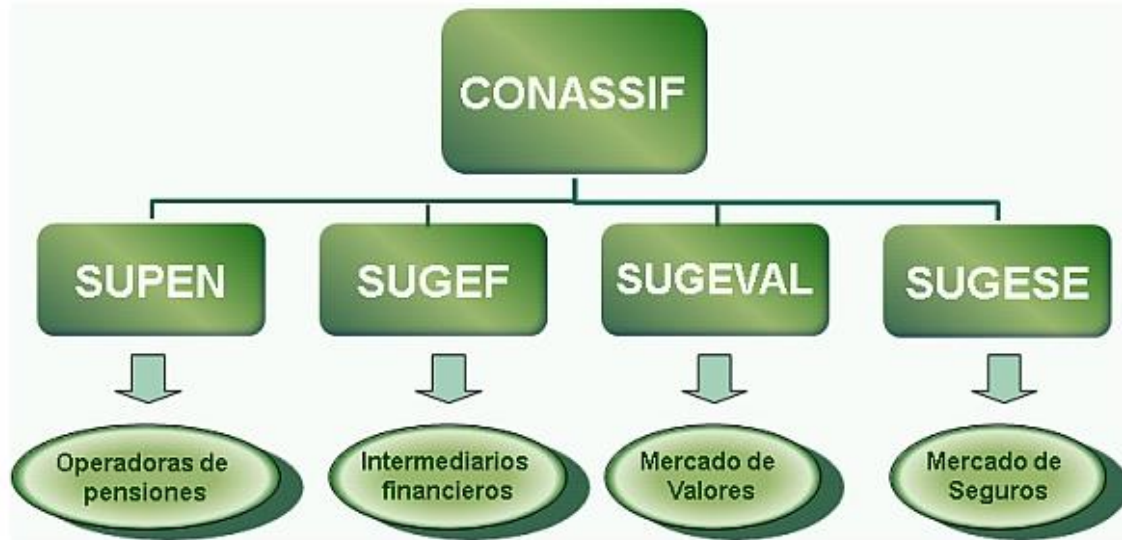 CONASSIF
SUPEN
SUGEF
SUGEVAL
SUGESE
Operadoras de
pensiones
Intermediarios
financieros
Mercado de
Valores
Mercado de
Seguros